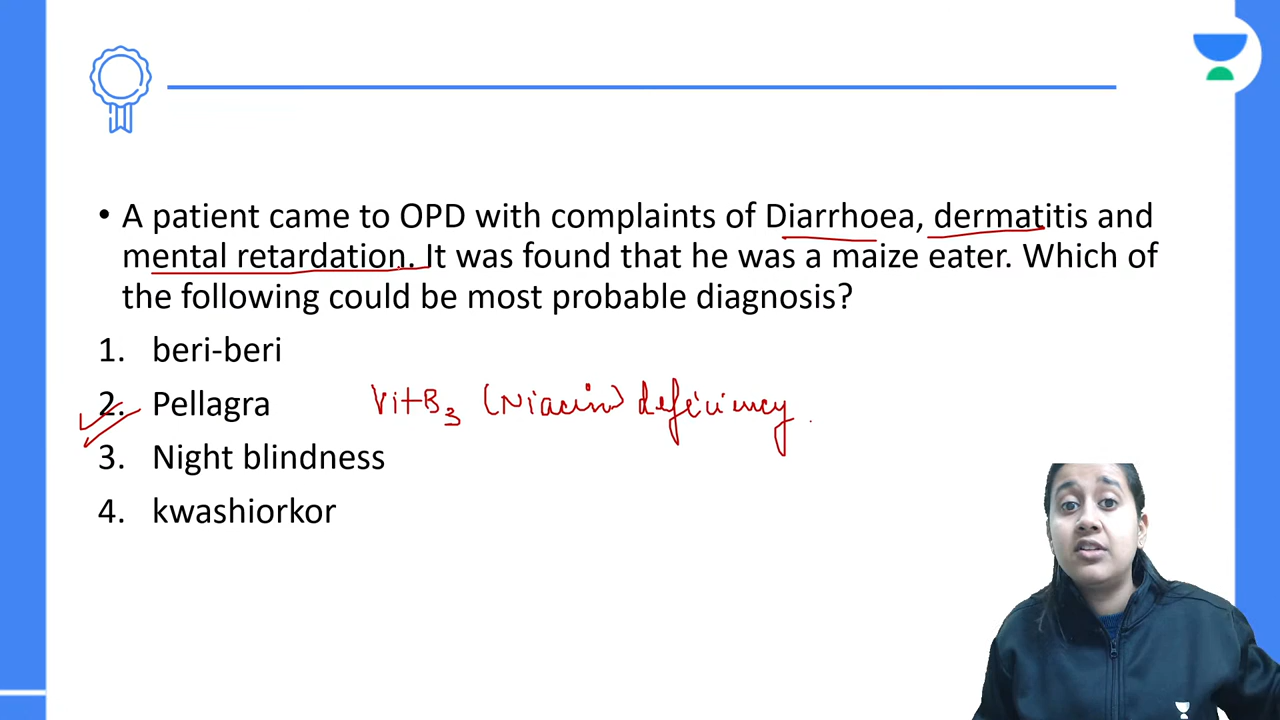 • A patient came to OPD with complaints of Diarrhoea, dermatitis and
mental retardation. It was found that he was a maize eater. Which of
the following could be most probable diagnosis?
1. beri-beri
2. Pellagra Vit B3 (Niacin) deficiency
3. Night blindness
4. kwashiorkor